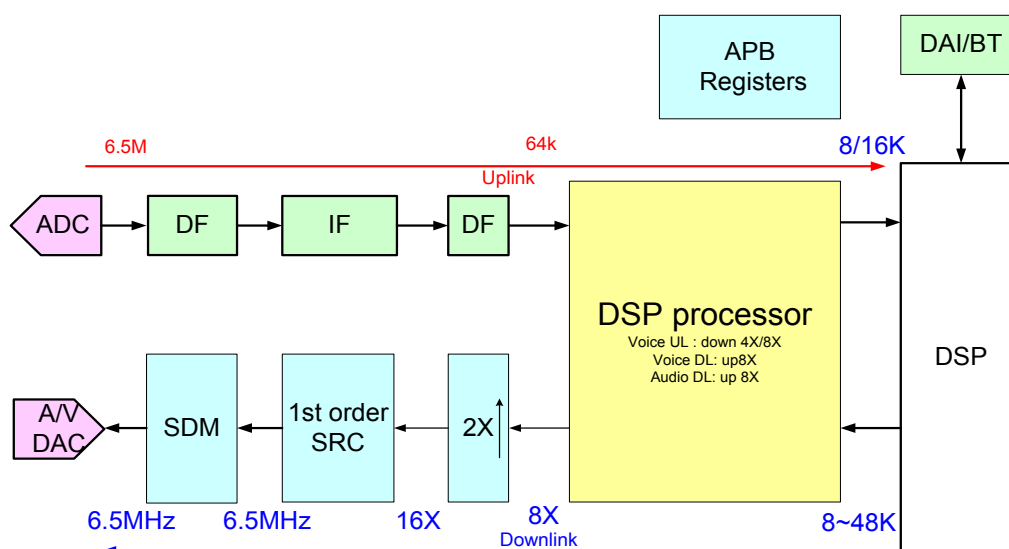 APB
Registers
DAI/BT
6.5M
64k
8/16K
Uplink
ADC
DF
IF
DF
DSP processor
Voice UL : down 4X/8X
Voice DL: up8X
Audio DL: up 8X
DSP
A/V
DAC
SDM
1st order
SRC
2X
6.5MHz
6.5MHz
16X
8X
Downlink
8~48K